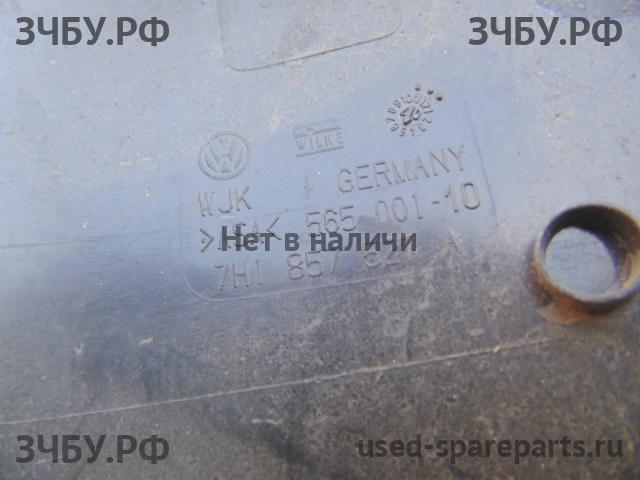 ЗЧБУ.РФ ЗЧБУ.РФ
WILKE
WJK GERMANY
565 001-10
Нет в наличи
7H1 857 A
ЗЧБУ.РФ used-spareparts.ru